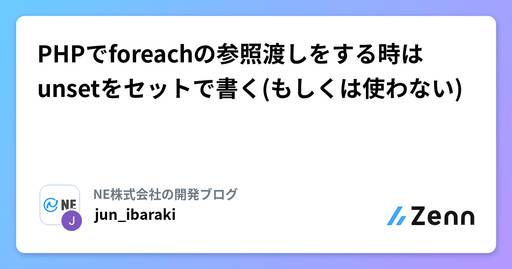 PHPでforeachの参照渡しをする時は
unsetをセットで書く(もしくは使わない)
NE株式会社の開発ブログ
NE
J
jun_ibaraki
Zenn